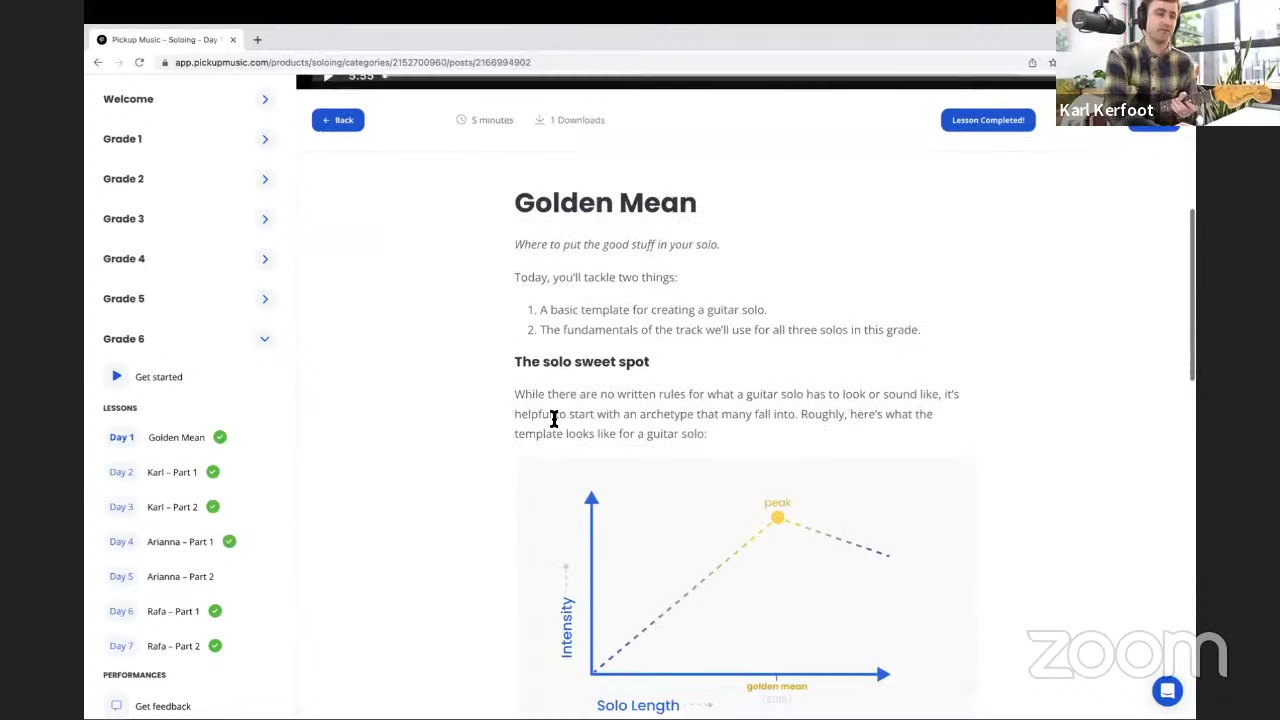 Pickup Music - Soloing - Day
app.pickupmusic.com/products/soloing/categories/2152700960/posts/2166994902
Karl Kerfoot
5:55
Welcome
Grade 1
Grade 2
Grade 3
Grade 4
Grade 5
Grade 6
Get started
LESSONS
Day 1 Golden Mean
Day 2 Karl – Part 1
Day 3 Karl – Part 2
Day 4 Arianna – Part 1
Day 5 Arianna – Part 2
Day 6 Rafa – Part 1
Day 7 Rafa – Part 2
PERFORMANCES
Get feedback
← Back
5 minutes
1 Downloads
Lesson Completed!
Golden Mean
Where to put the good stuff in your solo.
Today, you'll tackle two things:
1. A basic template for creating a guitar solo.
2. The fundamentals of the track we'll use for all three solos in this grade.
The solo sweet spot
While there are no written rules for what a guitar solo has to look or sound like, it's
helpful to start with an archetype that many fall into. Roughly, here's what the
template looks like for a guitar solo:
peak
Intensity
golden mean
Solo Length
zoom